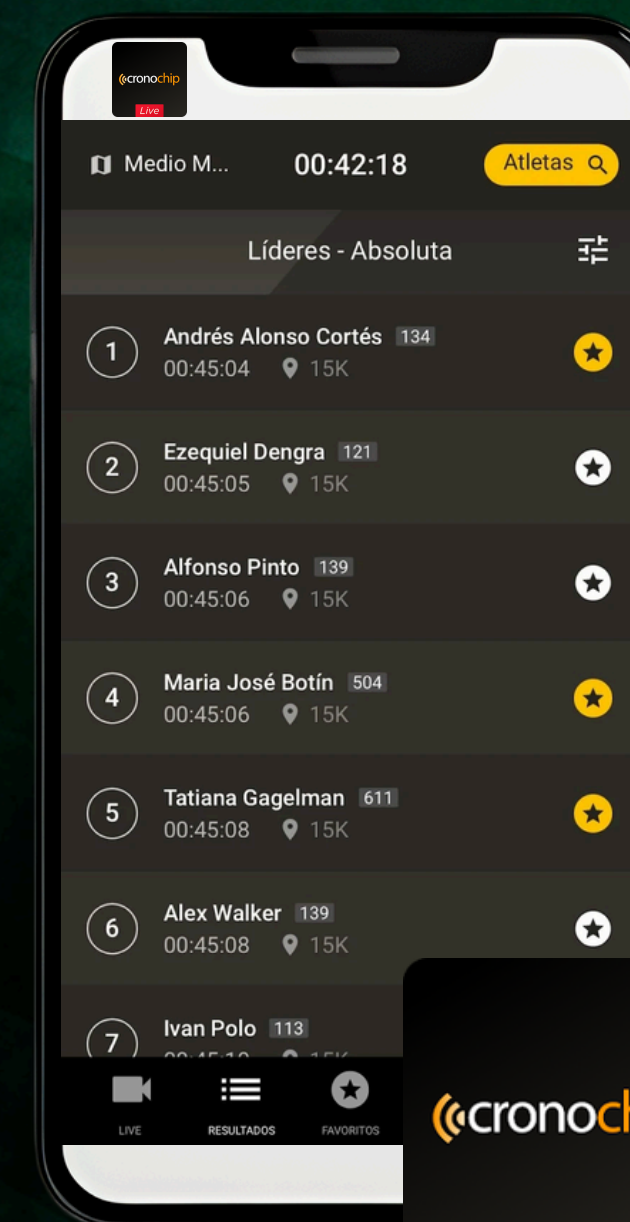 cronochip
Live
Medio M... 00:42:18 Atletas
Líderes - Absoluta
1 Andrés Alonso Cortés 134
00:45:04 15K
2 Ezequiel Dengra 121
00:45:05 15K
3 Alfonso Pinto 139
00:45:06 15K
4 Maria José Botín 504
00:45:06 15K
5 Tatiana Gagelman 611
00:45:08 15K
6 Alex Walker 139
00:45:08 15K
7 Ivan Polo 113
LIVE RESULTADOS FAVORITOS
cronoch